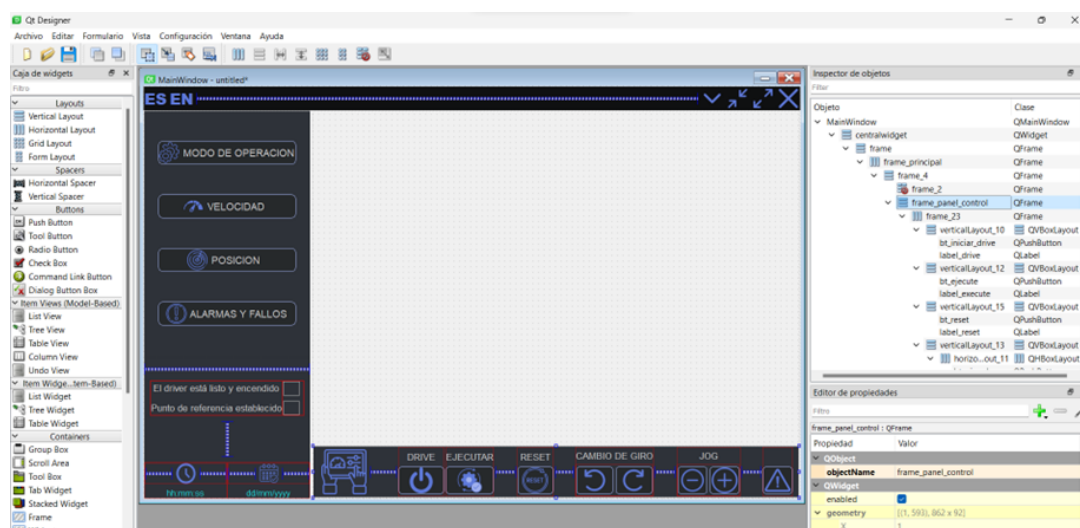 Qt Designer
Archivo Editar Formulario Vista Configuración Ventana Ayuda
Caja de widgets
Filtro
Layouts
Vertical Layout
Horizontal Layout
Grid Layout
Form Layout
Spacers
Horizontal Spacer
Vertical Spacer
Buttons
Push Button
Tool Button
Radio Button
Check Box
Command Link Button
Dialog Button Box
Item Views (Model-Based)
List View
Tree View
Table View
Column View
Undo View
Item Widge...tem-Based)
List Widget
Tree Widget
Table Widget
Containers
Group Box
Scroll Area
Tool Box
Tab Widget
Stacked Widget
Frame
MainWindow - untitled*
ES EN
MODO DE OPERACION
VELOCIDAD
POSICION
ALARMAS Y FALLOS
El driver está listo y encendido
Punto de referencia establecido
hh:mm:ss dd/mm/yyyy
DRIVE EJECUTAR RESET CAMBIO DE GIRO JOG
RESET
Inspector de objetos
Filter
Objeto Clase
MainWindow QMainWindow
centralwidget QWidget
frame QFrame
frame_principal QFrame
frame_4 QFrame
frame_2 QFrame
frame_panel_control QFrame
frame_23 QFrame
verticalLayout_10 QVBoxLayout
bt_iniciar_drive QPushButton
label_drive QLabel
verticalLayout_12 QVBoxLayout
bt_ejecute QPushButton
label_execute QLabel
verticalLayout_15 QVBoxLayout
bt_reset QPushButton
label_reset QLabel
verticalLayout_13 QVBoxLayout
horizo...out_11 QHBoxLayout
Editor de propiedades
Filtro
frame_panel_control : QFrame
Propiedad Valor
QObject
objectName frame_panel_control
QWidget
enabled
geometry [(1, 593), 862 x 92]
X 1